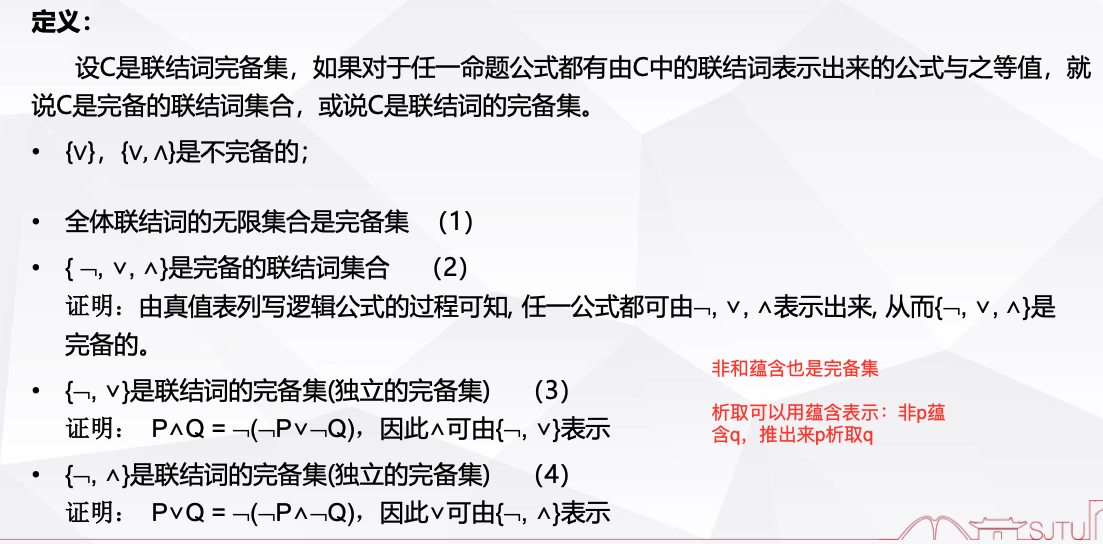 定义：
设C是联结词完备集，如果对于任一命题公式都有由C中的联结词表示出来的公式与之等值，就
说C是完备的联结词集合，或说C是联结词的完备集。
• {∨}，{∨, ∧}是不完备的；
• 全体联结词的无限集合是完备集 （1）
• { ¬, ∨, ∧}是完备的联结词集合 （2）
证明：由真值表列写逻辑公式的过程可知, 任一公式都可由¬, ∨, ∧表示出来, 从而{¬, ∨, ∧}是
完备的。
非和蕴含也是完备集
• {¬, ∨}是联结词的完备集(独立的完备集) （3）
析取可以用蕴含表示：非p蕴
含q，推出来p析取q
证明： P∧Q = ¬(¬P∨¬Q)，因此∧可由{¬, ∨}表示
• {¬, ∧}是联结词的完备集(独立的完备集) （4）
证明： P∨Q = ¬(¬P∧¬Q)，因此∨可由{¬, ∧}表示
SJTU